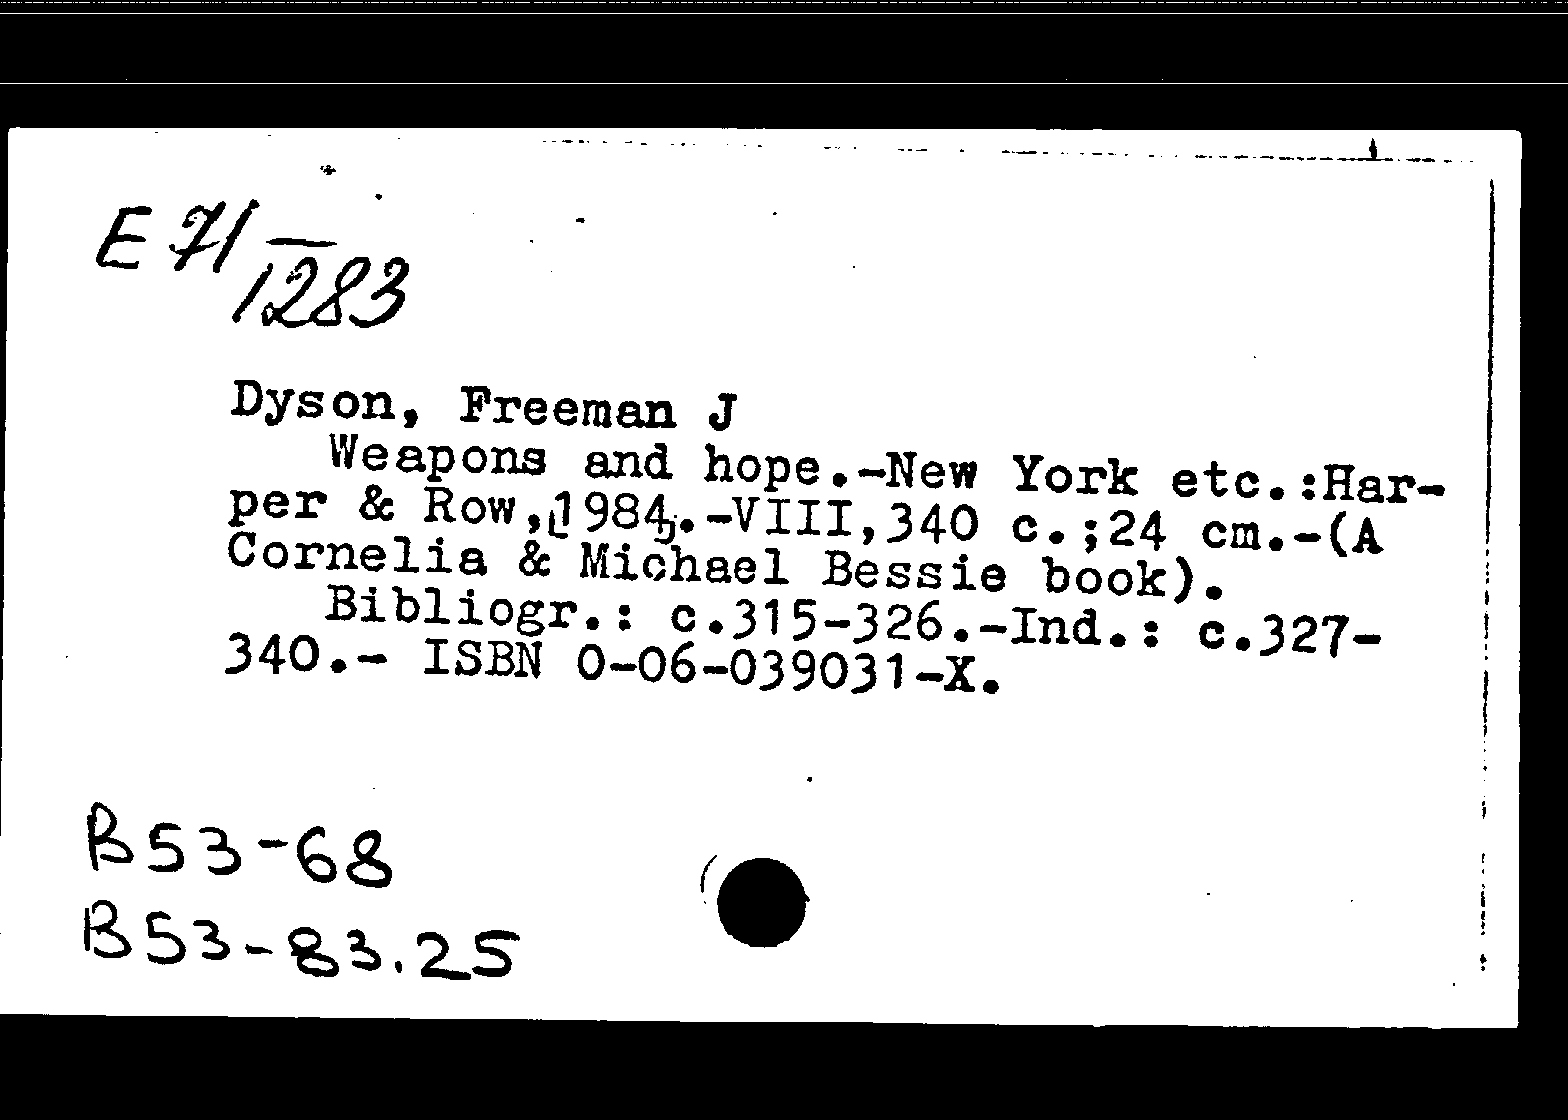 E 71/
1283
Dyson, Freeman J
Weapons and hope.-New York etc.:Har-
per & Row,[1984].-VIII,340 c.;24 cm.-(A
Cornelia & Michael Bessie book).
Bibliogr.: c.315-326.-Ind.: c.327-
340.- ISBN 0-06-039031-X.
B53-68
B53-83.25